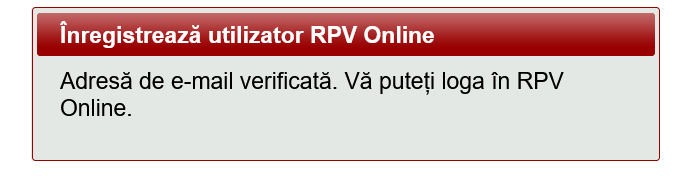 Înregistrează utilizator RPV Online
Adresă de e-mail verificată. Vă puteți loga în RPV
Online.